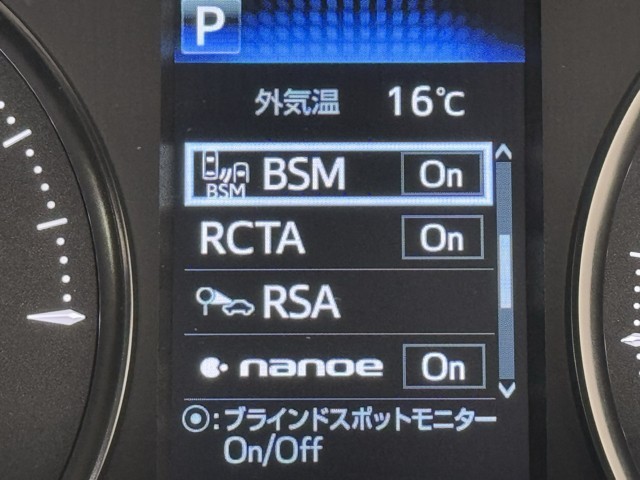 P
外気温 16℃
BSM BSM On
RCTA On
RSA
nanoe On
⦿:ブラインドスポットモニター
On/Off